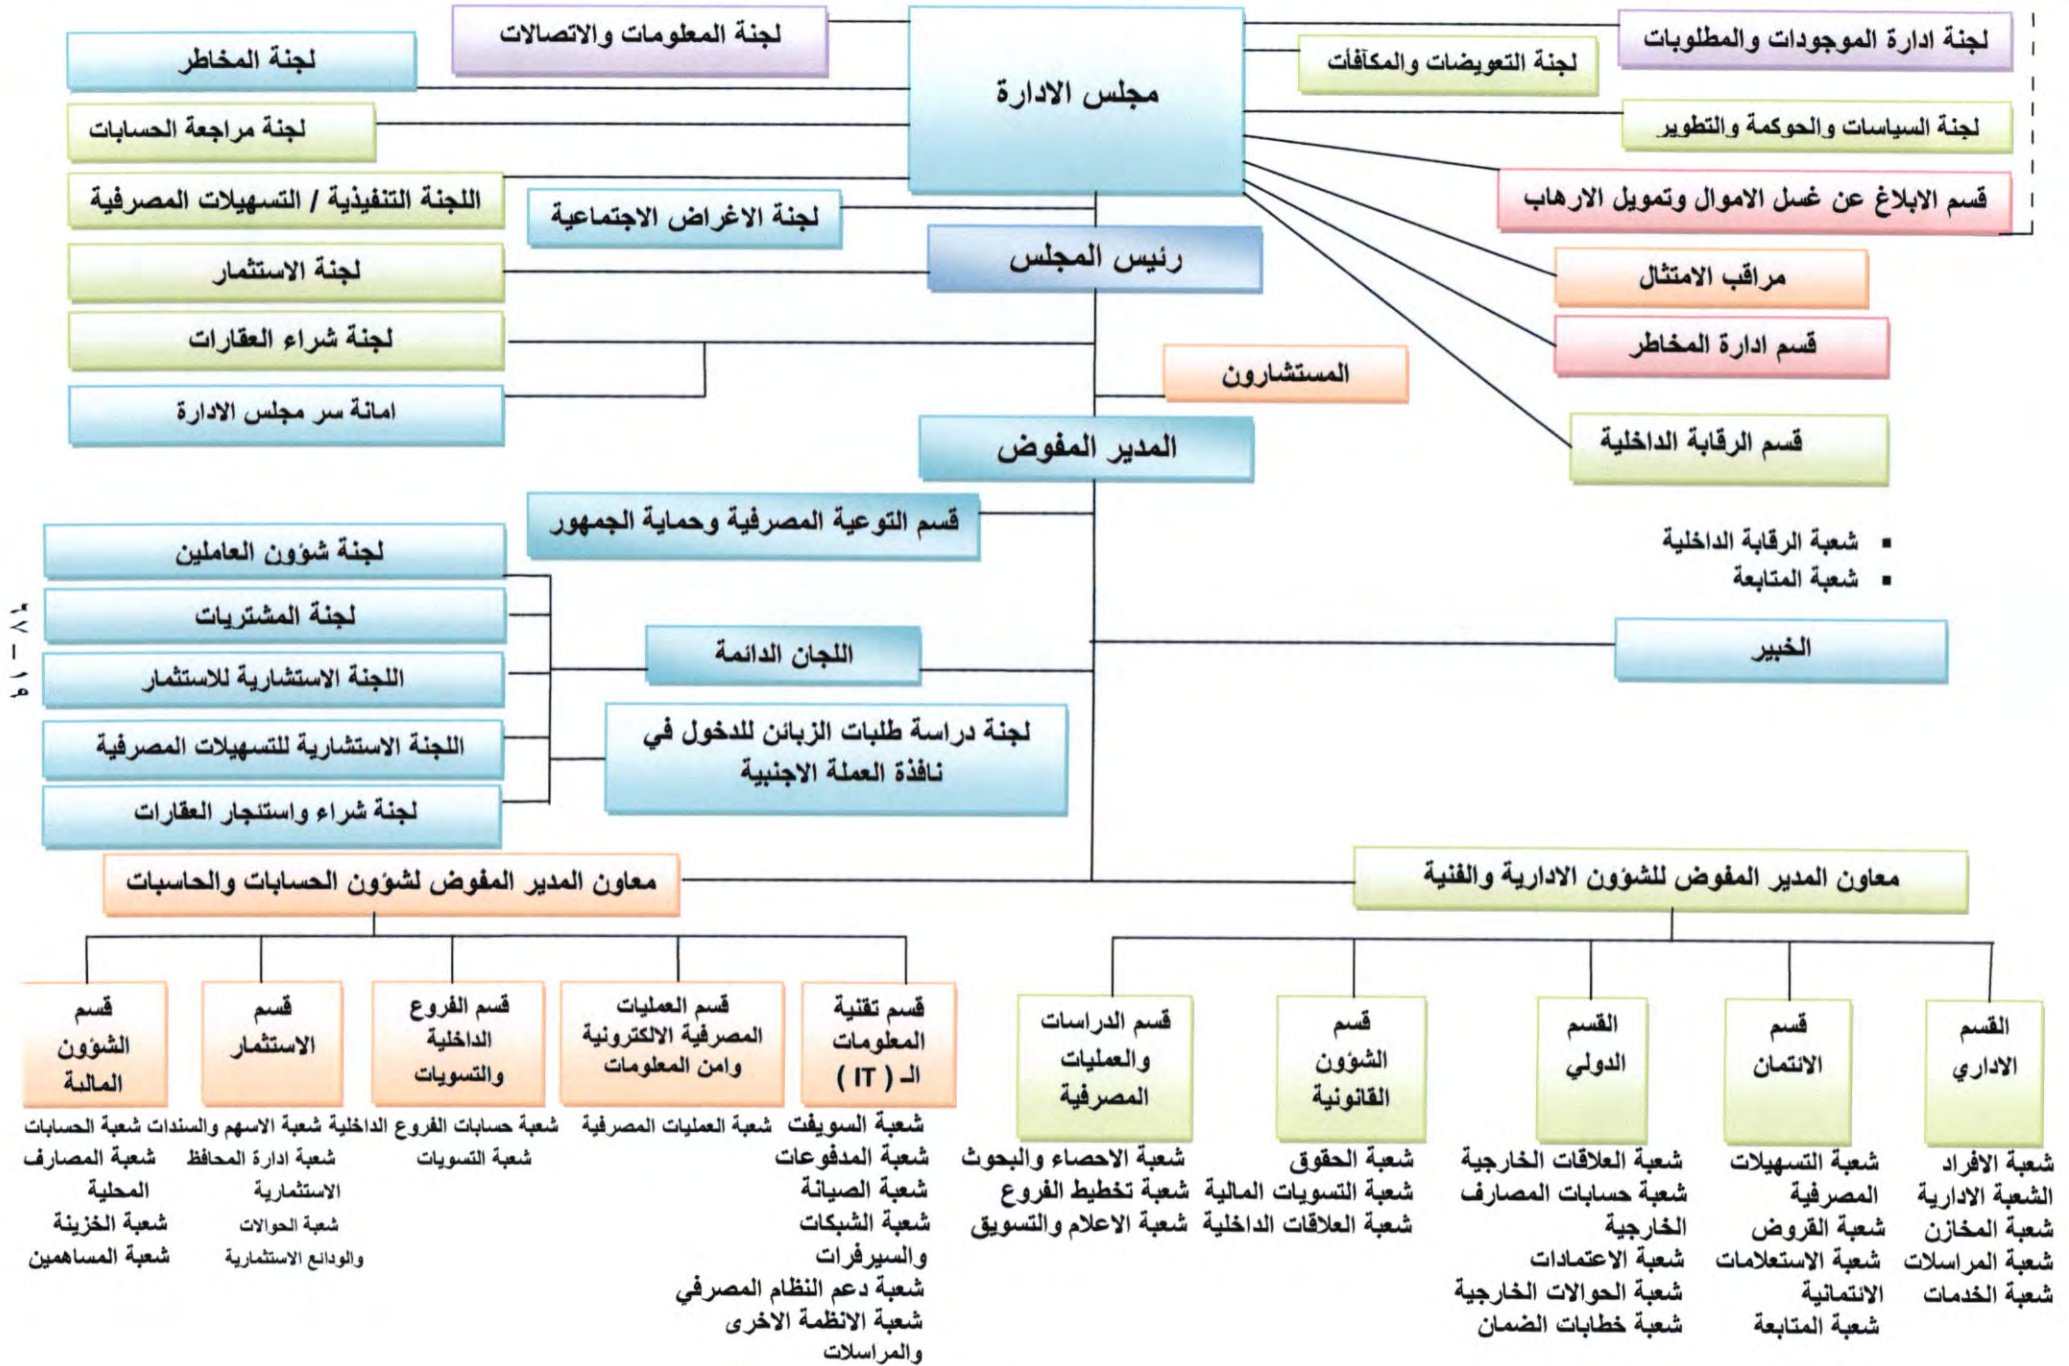 لجنة ادارة الموجودات والمطلوبات
لجنة التعويضات والمكآفأت
مجلس الادارة
لجنة المعلومات والاتصالات
لجنة المخاطر
لجنة السياسات والحوكمة والتطوير
لجنة مراجعة الحسابات
قسم الابلاغ عن غسل الاموال وتمويل الارهاب
اللجنة التنفيذية / التسهيلات المصرفية
لجنة الاغراض الاجتماعية
رئيس المجلس
مراقب الامتثال
لجنة الاستثمار
قسم ادارة المخاطر
لجنة شراء العقارات
المستشارون
امانة سر مجلس الادارة
قسم الرقابة الداخلية
المدير المفوض
قسم التوعية المصرفية وحماية الجمهور
▪ شعبة الرقابة الداخلية
▪ شعبة المتابعة
لجنة شؤون العاملين
لجنة المشتريات
الخبير
اللجان الدائمة
اللجنة الاستشارية للاستثمار
لجنة دراسة طلبات الزبائن للدخول في
نافذة العملة الاجنبية
اللجنة الاستشارية للتسهيلات المصرفية
لجنة شراء واستئجار العقارات
٦٧ – ١٩
معاون المدير المفوض للشؤون الادارية والفنية
معاون المدير المفوض لشؤون الحسابات والحاسبات
القسم
الاداري
شعبة الافراد
الشعبة الادارية
شعبة المخازن
شعبة المراسلات
شعبة الخدمات
قسم
الائتمان
شعبة التسهيلات
المصرفية
شعبة القروض
شعبة الاستعلامات
الائتمانية
شعبة المتابعة
القسم
الدولي
شعبة العلاقات الخارجية
شعبة حسابات المصارف
الخارجية
شعبة الاعتمادات
شعبة الحوالات الخارجية
شعبة خطابات الضمان
قسم
الشؤون
القانونية
شعبة الحقوق
شعبة التسويات المالية
شعبة العلاقات الداخلية
قسم الدراسات
والعمليات
المصرفية
شعبة الاحصاء والبحوث
شعبة تخطيط الفروع
شعبة الاعلام والتسويق
قسم تقنية
المعلومات
الـ ( IT )
شعبة السويفت
شعبة المدفوعات
شعبة الصيانة
شعبة الشبكات
والسيرفرات
شعبة دعم النظام المصرفي
شعبة الانظمة الاخرى
والمراسلات
قسم العمليات
المصرفية الالكترونية
وامن المعلومات
شعبة العمليات المصرفية
قسم الفروع
الداخلية
والتسويات
شعبة حسابات الفروع الداخلية
شعبة التسويات
قسم
الاستثمار
شعبة الاسهم والسندات
شعبة ادارة المحافظ
الاستثمارية
شعبة الحوالات
والودائع الاستثمارية
قسم
الشؤون
المالية
شعبة الحسابات
شعبة المصارف
المحلية
شعبة الخزينة
شعبة المساهمين